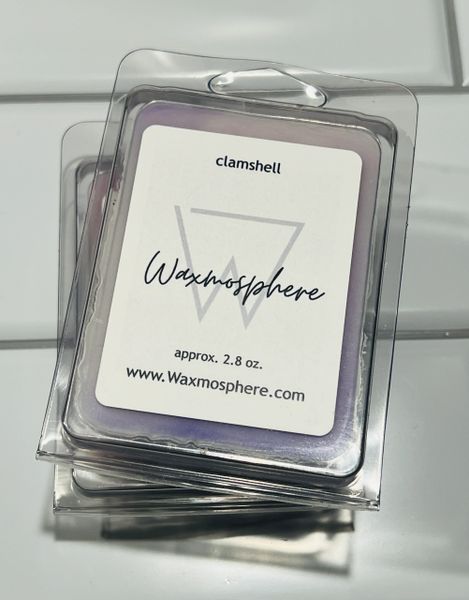 clamshell
Waxmosphere
approx. 2.8 oz.
www.Waxmosphere.com